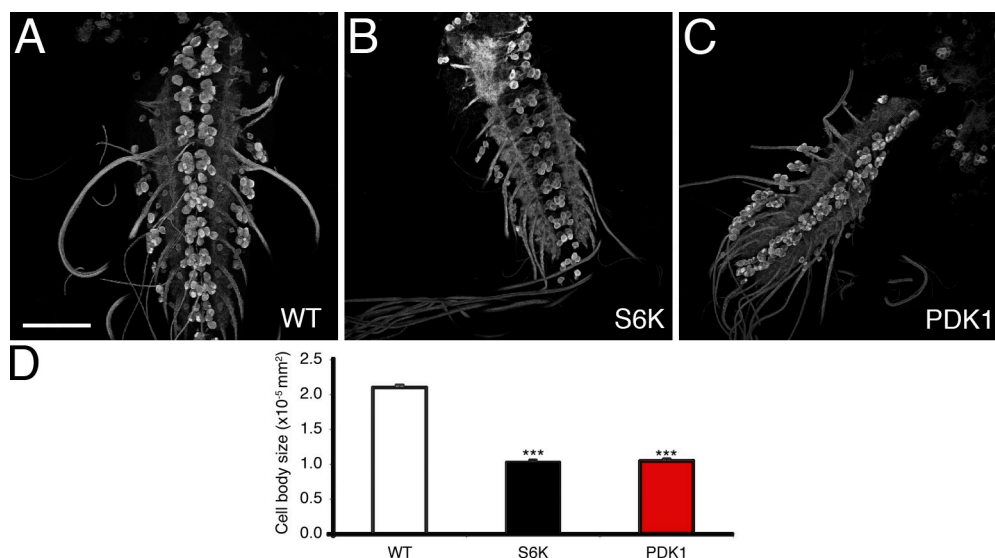 A
B
C
WT
S6K
PDK1
D
Cell body size (x10⁻⁵ mm²)
2.5
2.0
1.5
1.0
0.5
0.0
***
***
WT
S6K
PDK1